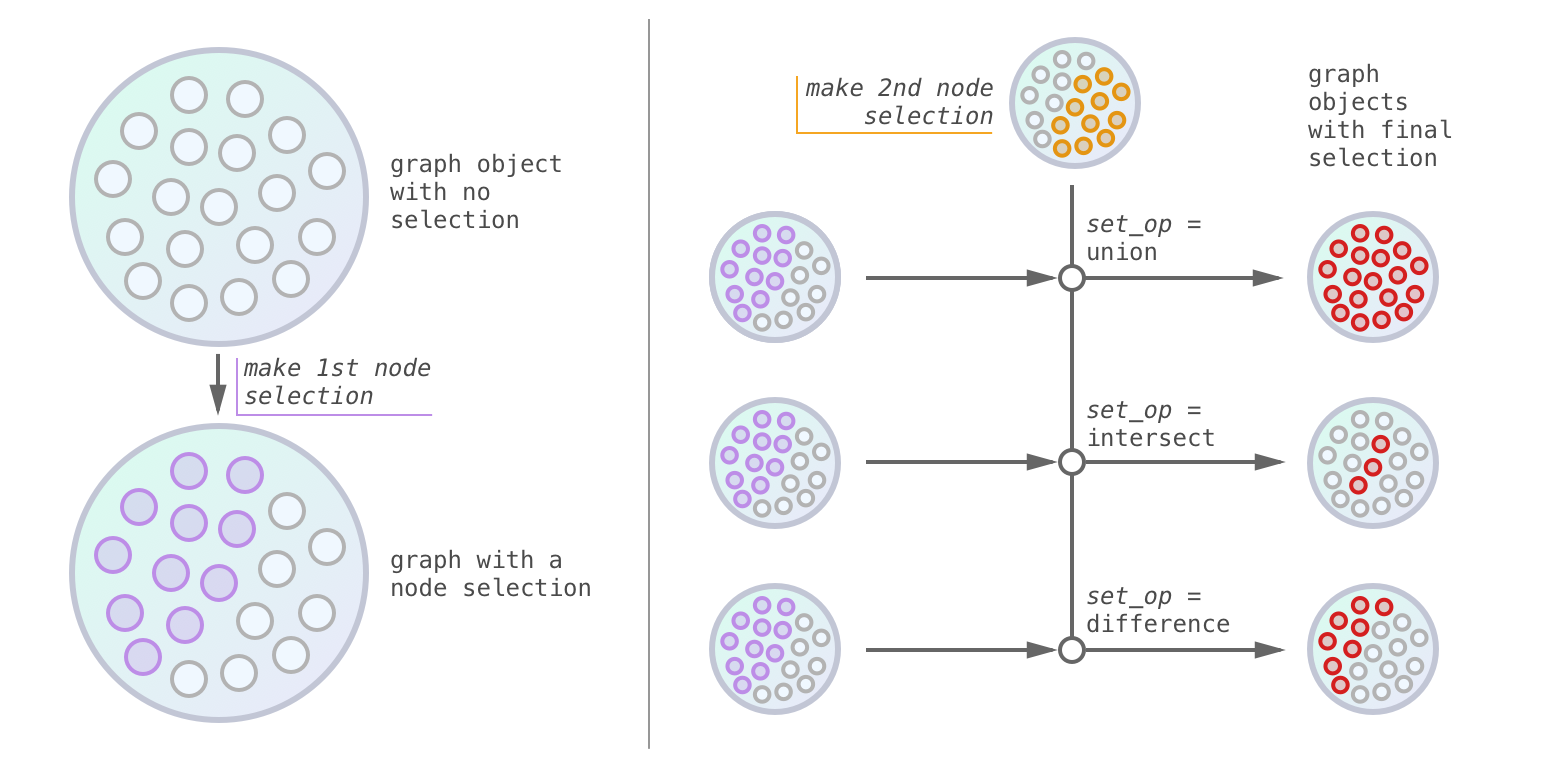 graph object
with no
selection
make 1st node
selection
graph with a
node selection
make 2nd node
selection
graph
objects
with final
selection
set_op =
union
set_op =
intersect
set_op =
difference